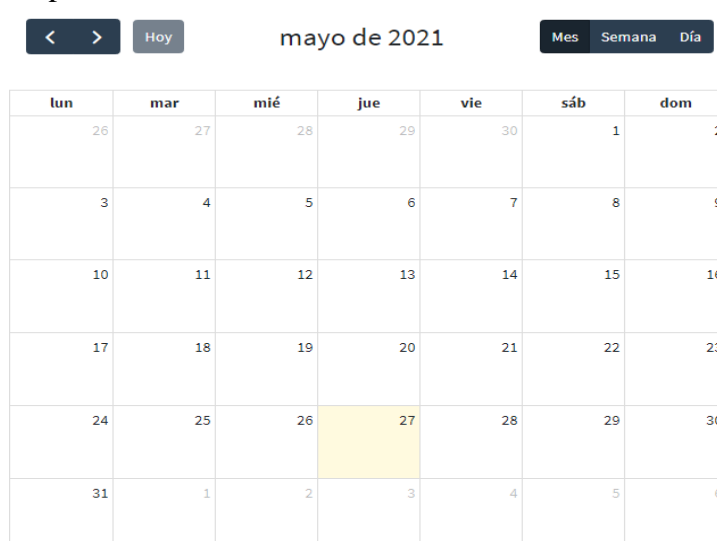 < > Hoy mayo de 2021 Mes Semana Día
lun mar mié jue vie sáb dom
26 27 28 29 30 1
3 4 5 6 7 8
10 11 12 13 14 15
17 18 19 20 21 22
24 25 26 27 28 29
31 1 2 3 4 5